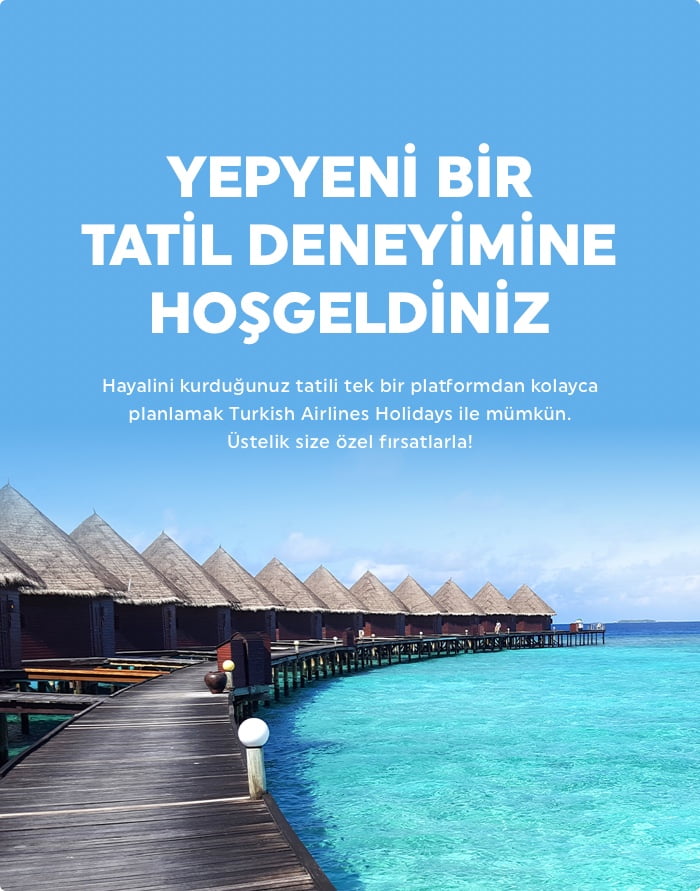 YEPYENİ BİR
TATİL DENEYİMİNE
HOŞGELDİNİZ
Hayalini kurduğunuz tatili tek bir platformdan kolayca
planlamak Turkish Airlines Holidays ile mümkün.
Üstelik size özel fırsatlarla!